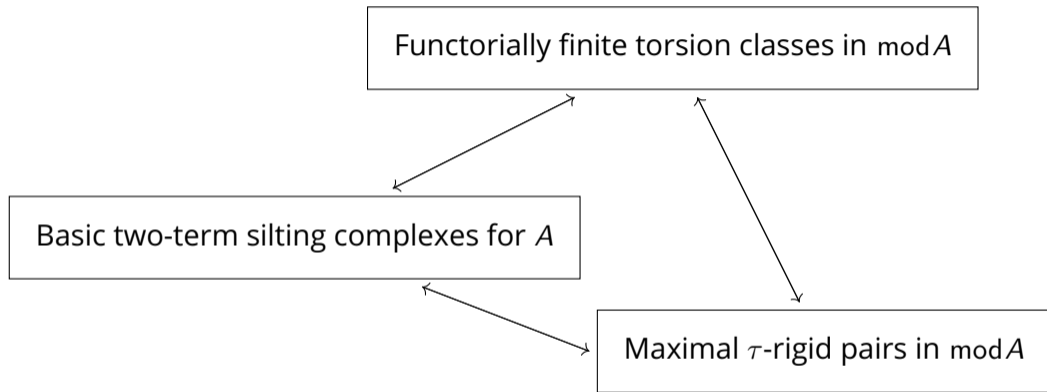 Functorially finite torsion classes in mod A
Basic two-term silting complexes for A
Maximal τ-rigid pairs in mod A